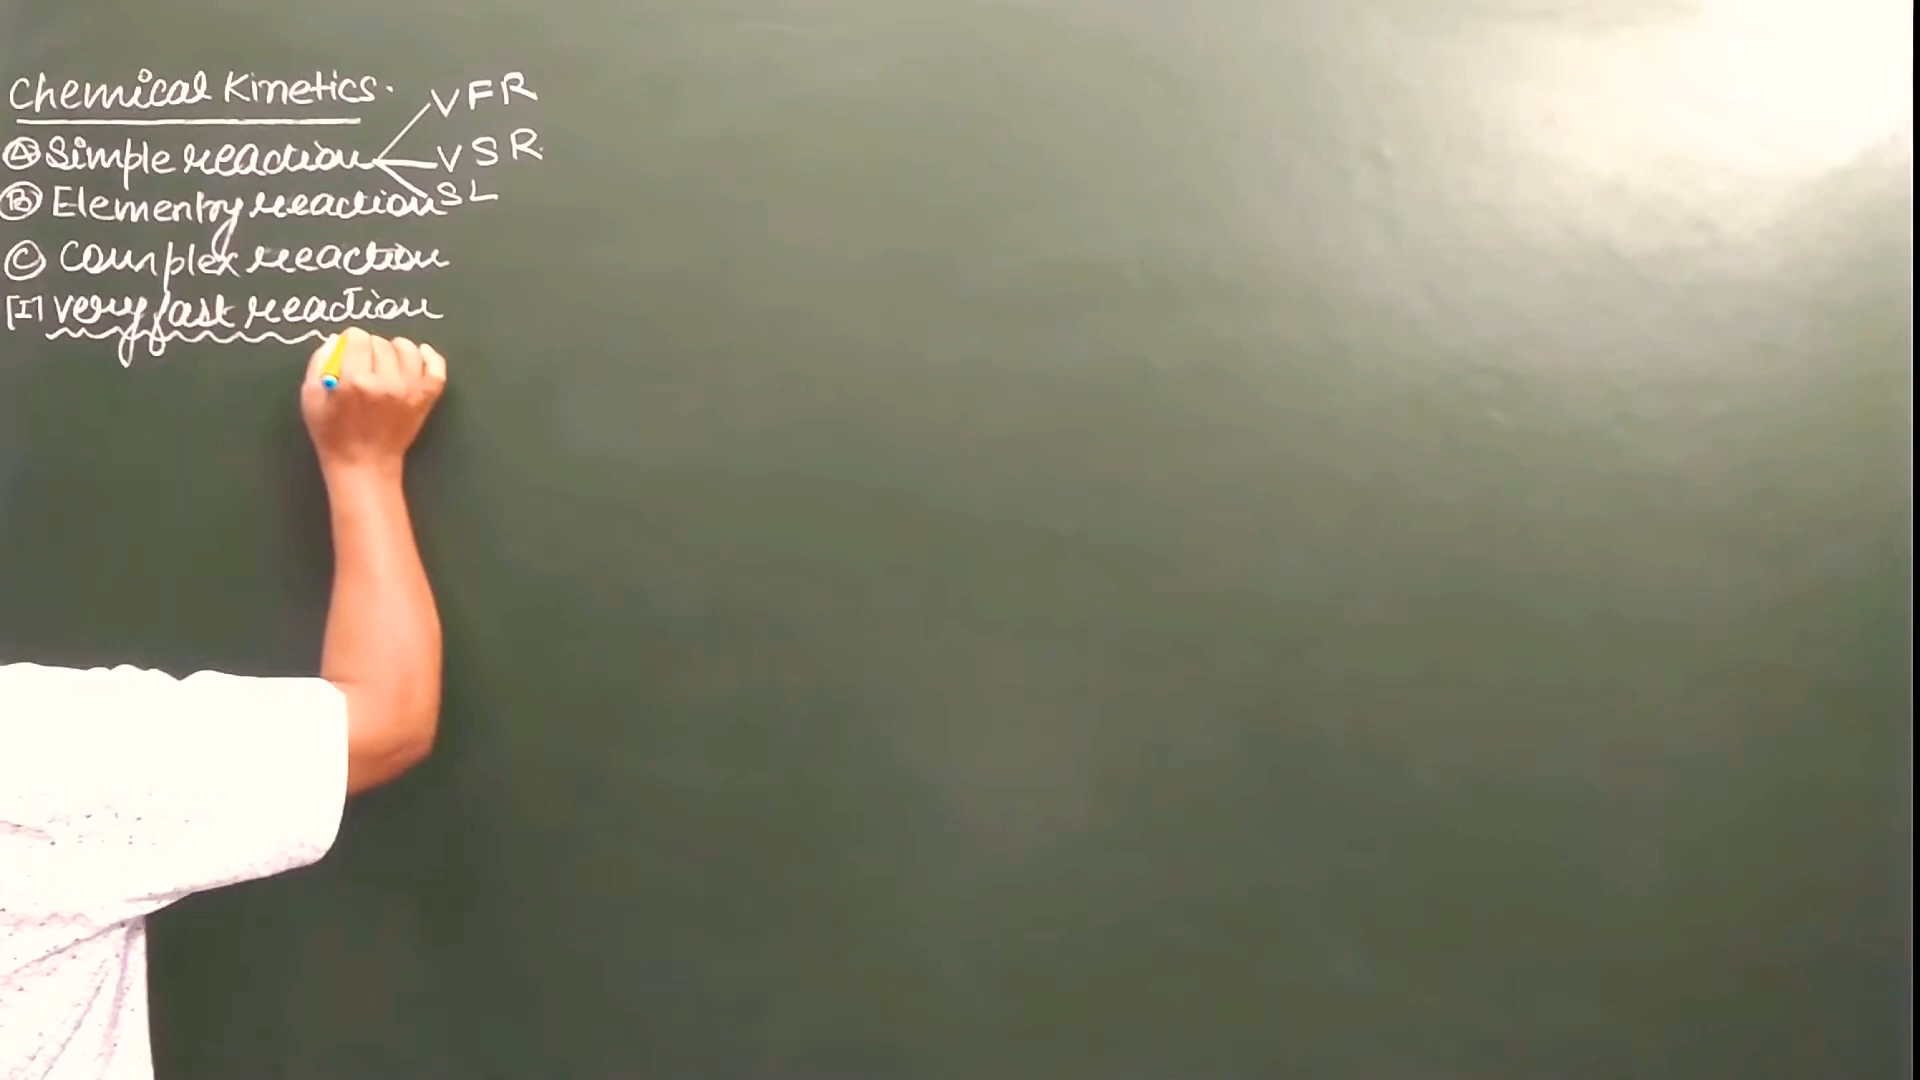 Chemical Kinetics.
VFR
(A) Simple reaction VSR.
SL
(B) Elementry reaction
(C) Complex reaction
[I] very fast reaction